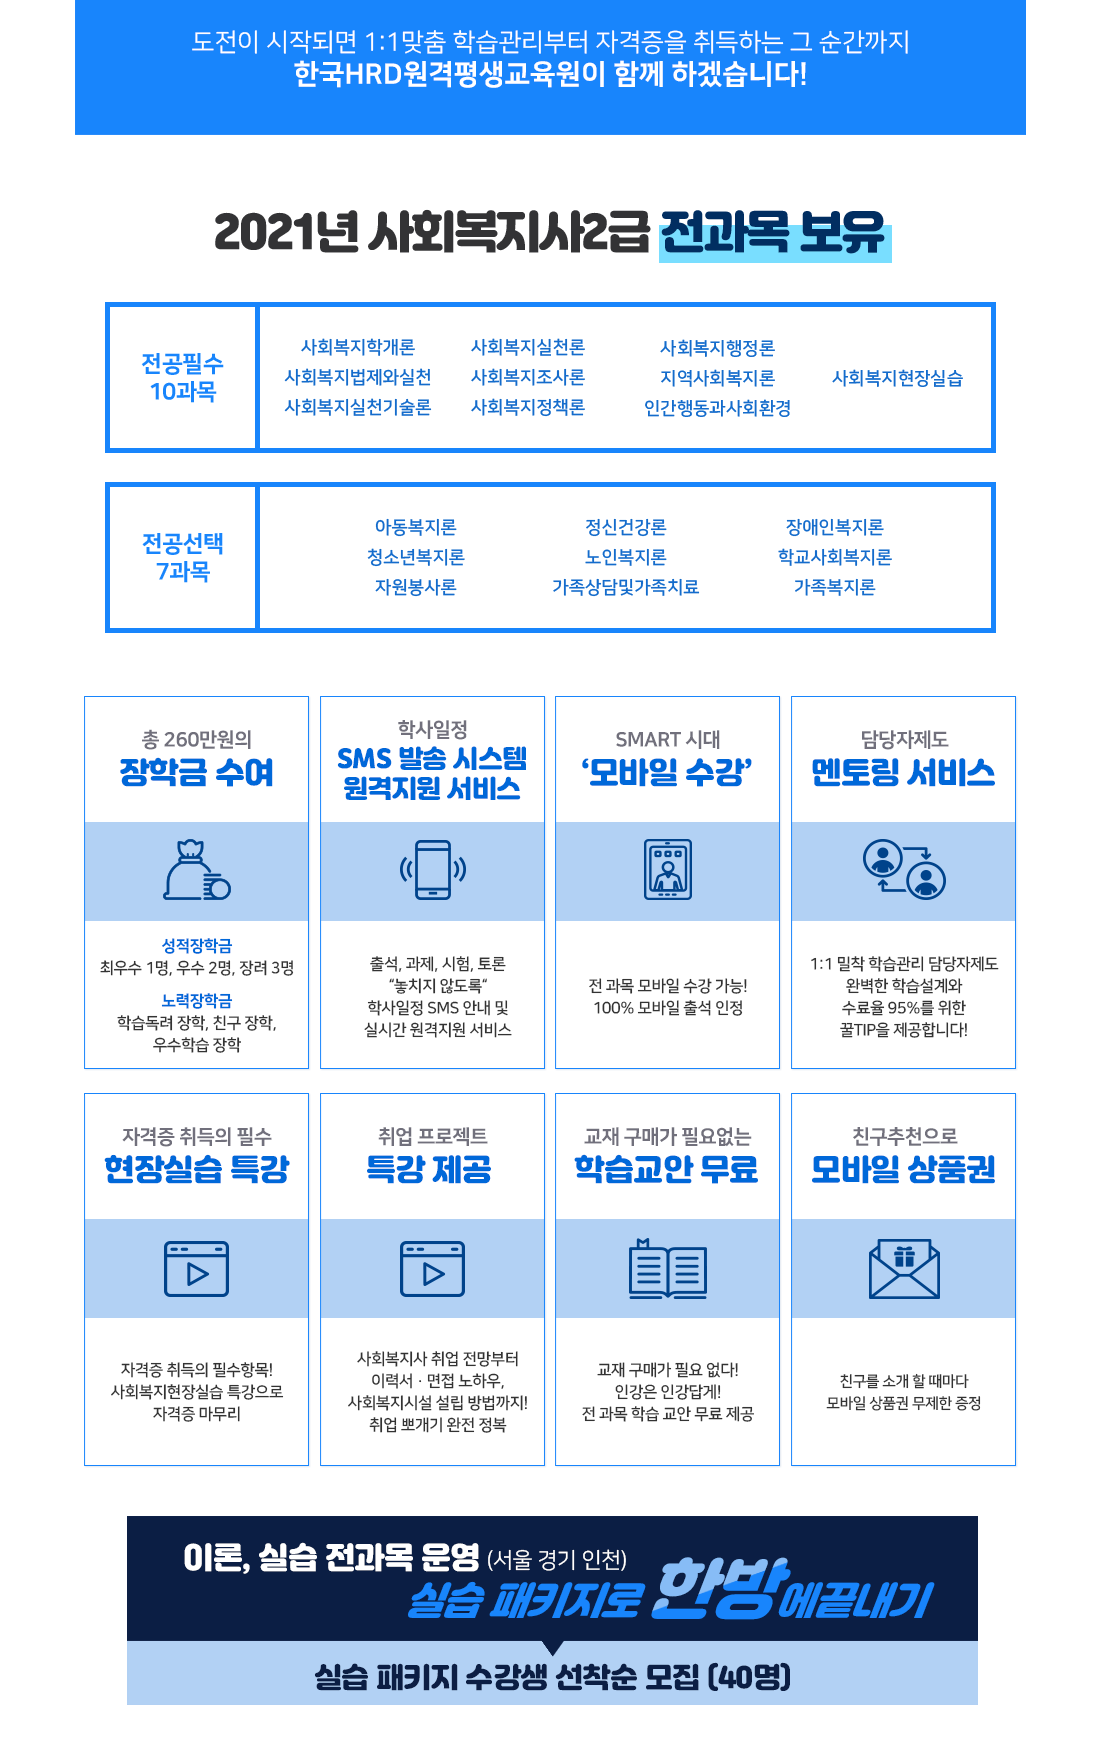 도전이 시작되면 1:1맞춤 학습관리부터 자격증을 취득하는 그 순간까지
한국HRD원격평생교육원이 함께 하겠습니다!
2021년 사회복지사2급 전과목 보유
전공필수
10과목
사회복지학개론 사회복지실천론 사회복지행정론
사회복지법제와실천 사회복지조사론 지역사회복지론 사회복지현장실습
사회복지실천기술론 사회복지정책론 인간행동과사회환경
전공선택
7과목
아동복지론 정신건강론 장애인복지론
청소년복지론 노인복지론 학교사회복지론
자원봉사론 가족상담및가족치료 가족복지론
총 260만원의
장학금 수여
성적장학금
최우수 1명, 우수 2명, 장려 3명
노력장학금
학습독려 장학, 친구 장학,
우수학습 장학
학사일정
SMS 발송 시스템
원격지원 서비스
출석, 과제, 시험, 토론
“놓치지 않도록“
학사일정 SMS 안내 및
실시간 원격지원 서비스
SMART 시대
‘모바일 수강’
전 과목 모바일 수강 가능!
100% 모바일 출석 인정
담당자제도
멘토링 서비스
1:1 밀착 학습관리 담당자제도
완벽한 학습설계와
수료율 95%를 위한
꿀TIP을 제공합니다!
자격증 취득의 필수
현장실습 특강
자격증 취득의 필수항목!
사회복지현장실습 특강으로
자격증 마무리
취업 프로젝트
특강 제공
사회복지사 취업 전망부터
이력서 · 면접 노하우,
사회복지시설 설립 방법까지!
취업 뽀개기 완전 정복
교재 구매가 필요없는
학습교안 무료
교재 구매가 필요 없다!
인강은 인강답게!
전 과목 학습 교안 무료 제공
친구추천으로
모바일 상품권
친구를 소개 할 때마다
모바일 상품권 무제한 증정
이론, 실습 전과목 운영 (서울 경기 인천)
실습 패키지로 한방에끝내기
실습 패키지 수강생 선착순 모집 (40명)